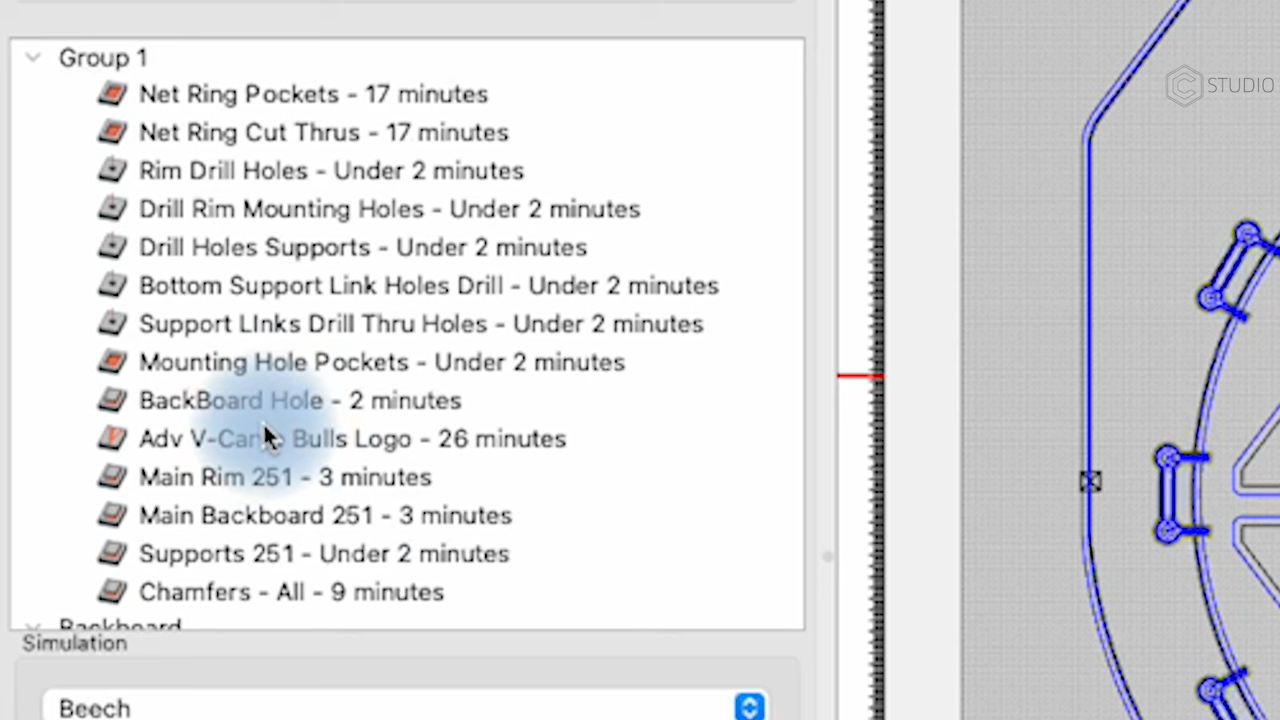 Group 1
Net Ring Pockets - 17 minutes
Net Ring Cut Thrus - 17 minutes
Rim Drill Holes - Under 2 minutes
Drill Rim Mounting Holes - Under 2 minutes
Drill Holes Supports - Under 2 minutes
Bottom Support Link Holes Drill - Under 2 minutes
Support LInks Drill Thru Holes - Under 2 minutes
Mounting Hole Pockets - Under 2 minutes
BackBoard Hole - 2 minutes
Adv V-Carve Bulls Logo - 26 minutes
Main Rim 251 - 3 minutes
Main Backboard 251 - 3 minutes
Supports 251 - Under 2 minutes
Chamfers - All - 9 minutes
Backboard
Simulation
Beech
STUDIO